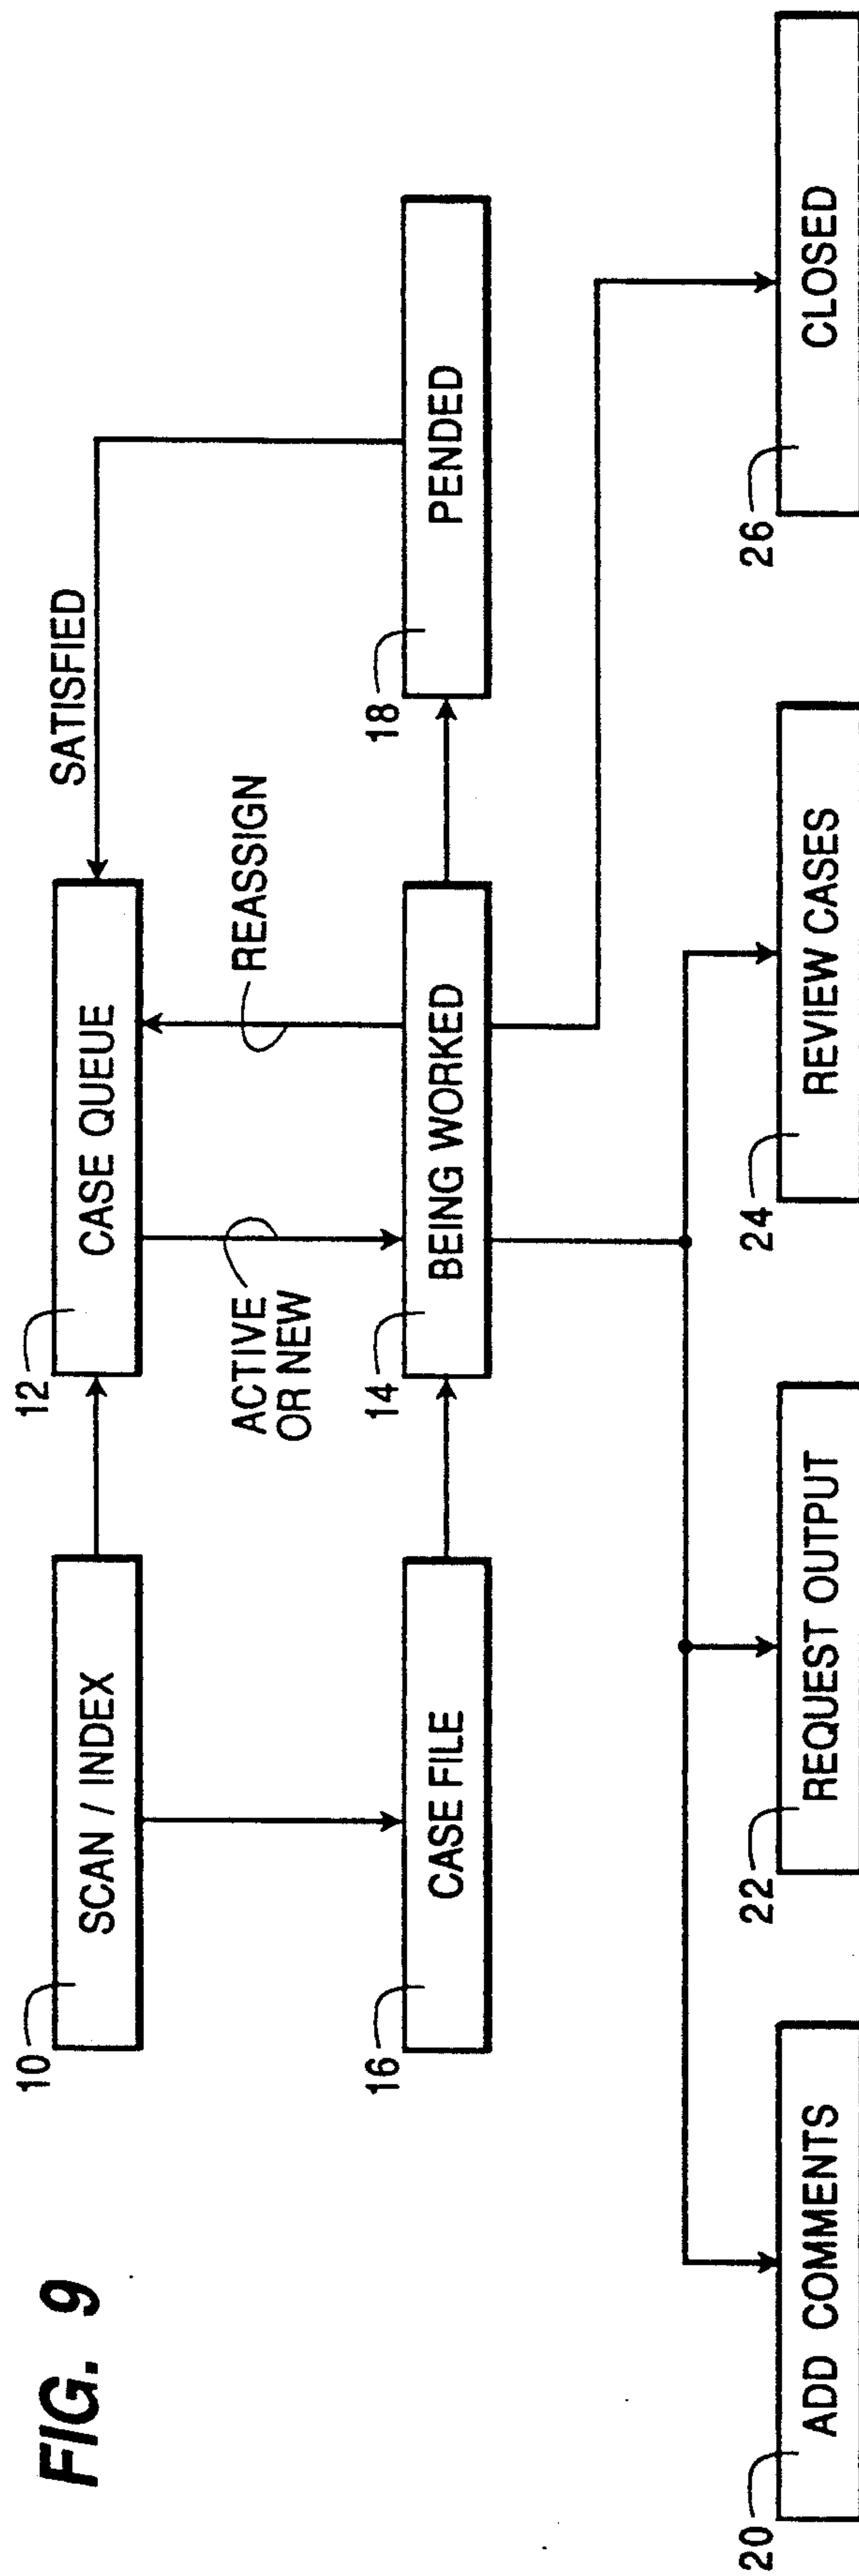 FIG. 9
10
SCAN / INDEX
12
CASE QUEUE
SATISFIED
ACTIVE
OR NEW
REASSIGN
16
CASE FILE
14
BEING WORKED
18
PENDED
20
ADD COMMENTS
22
REQUEST OUTPUT
24
REVIEW CASES
26
CLOSED